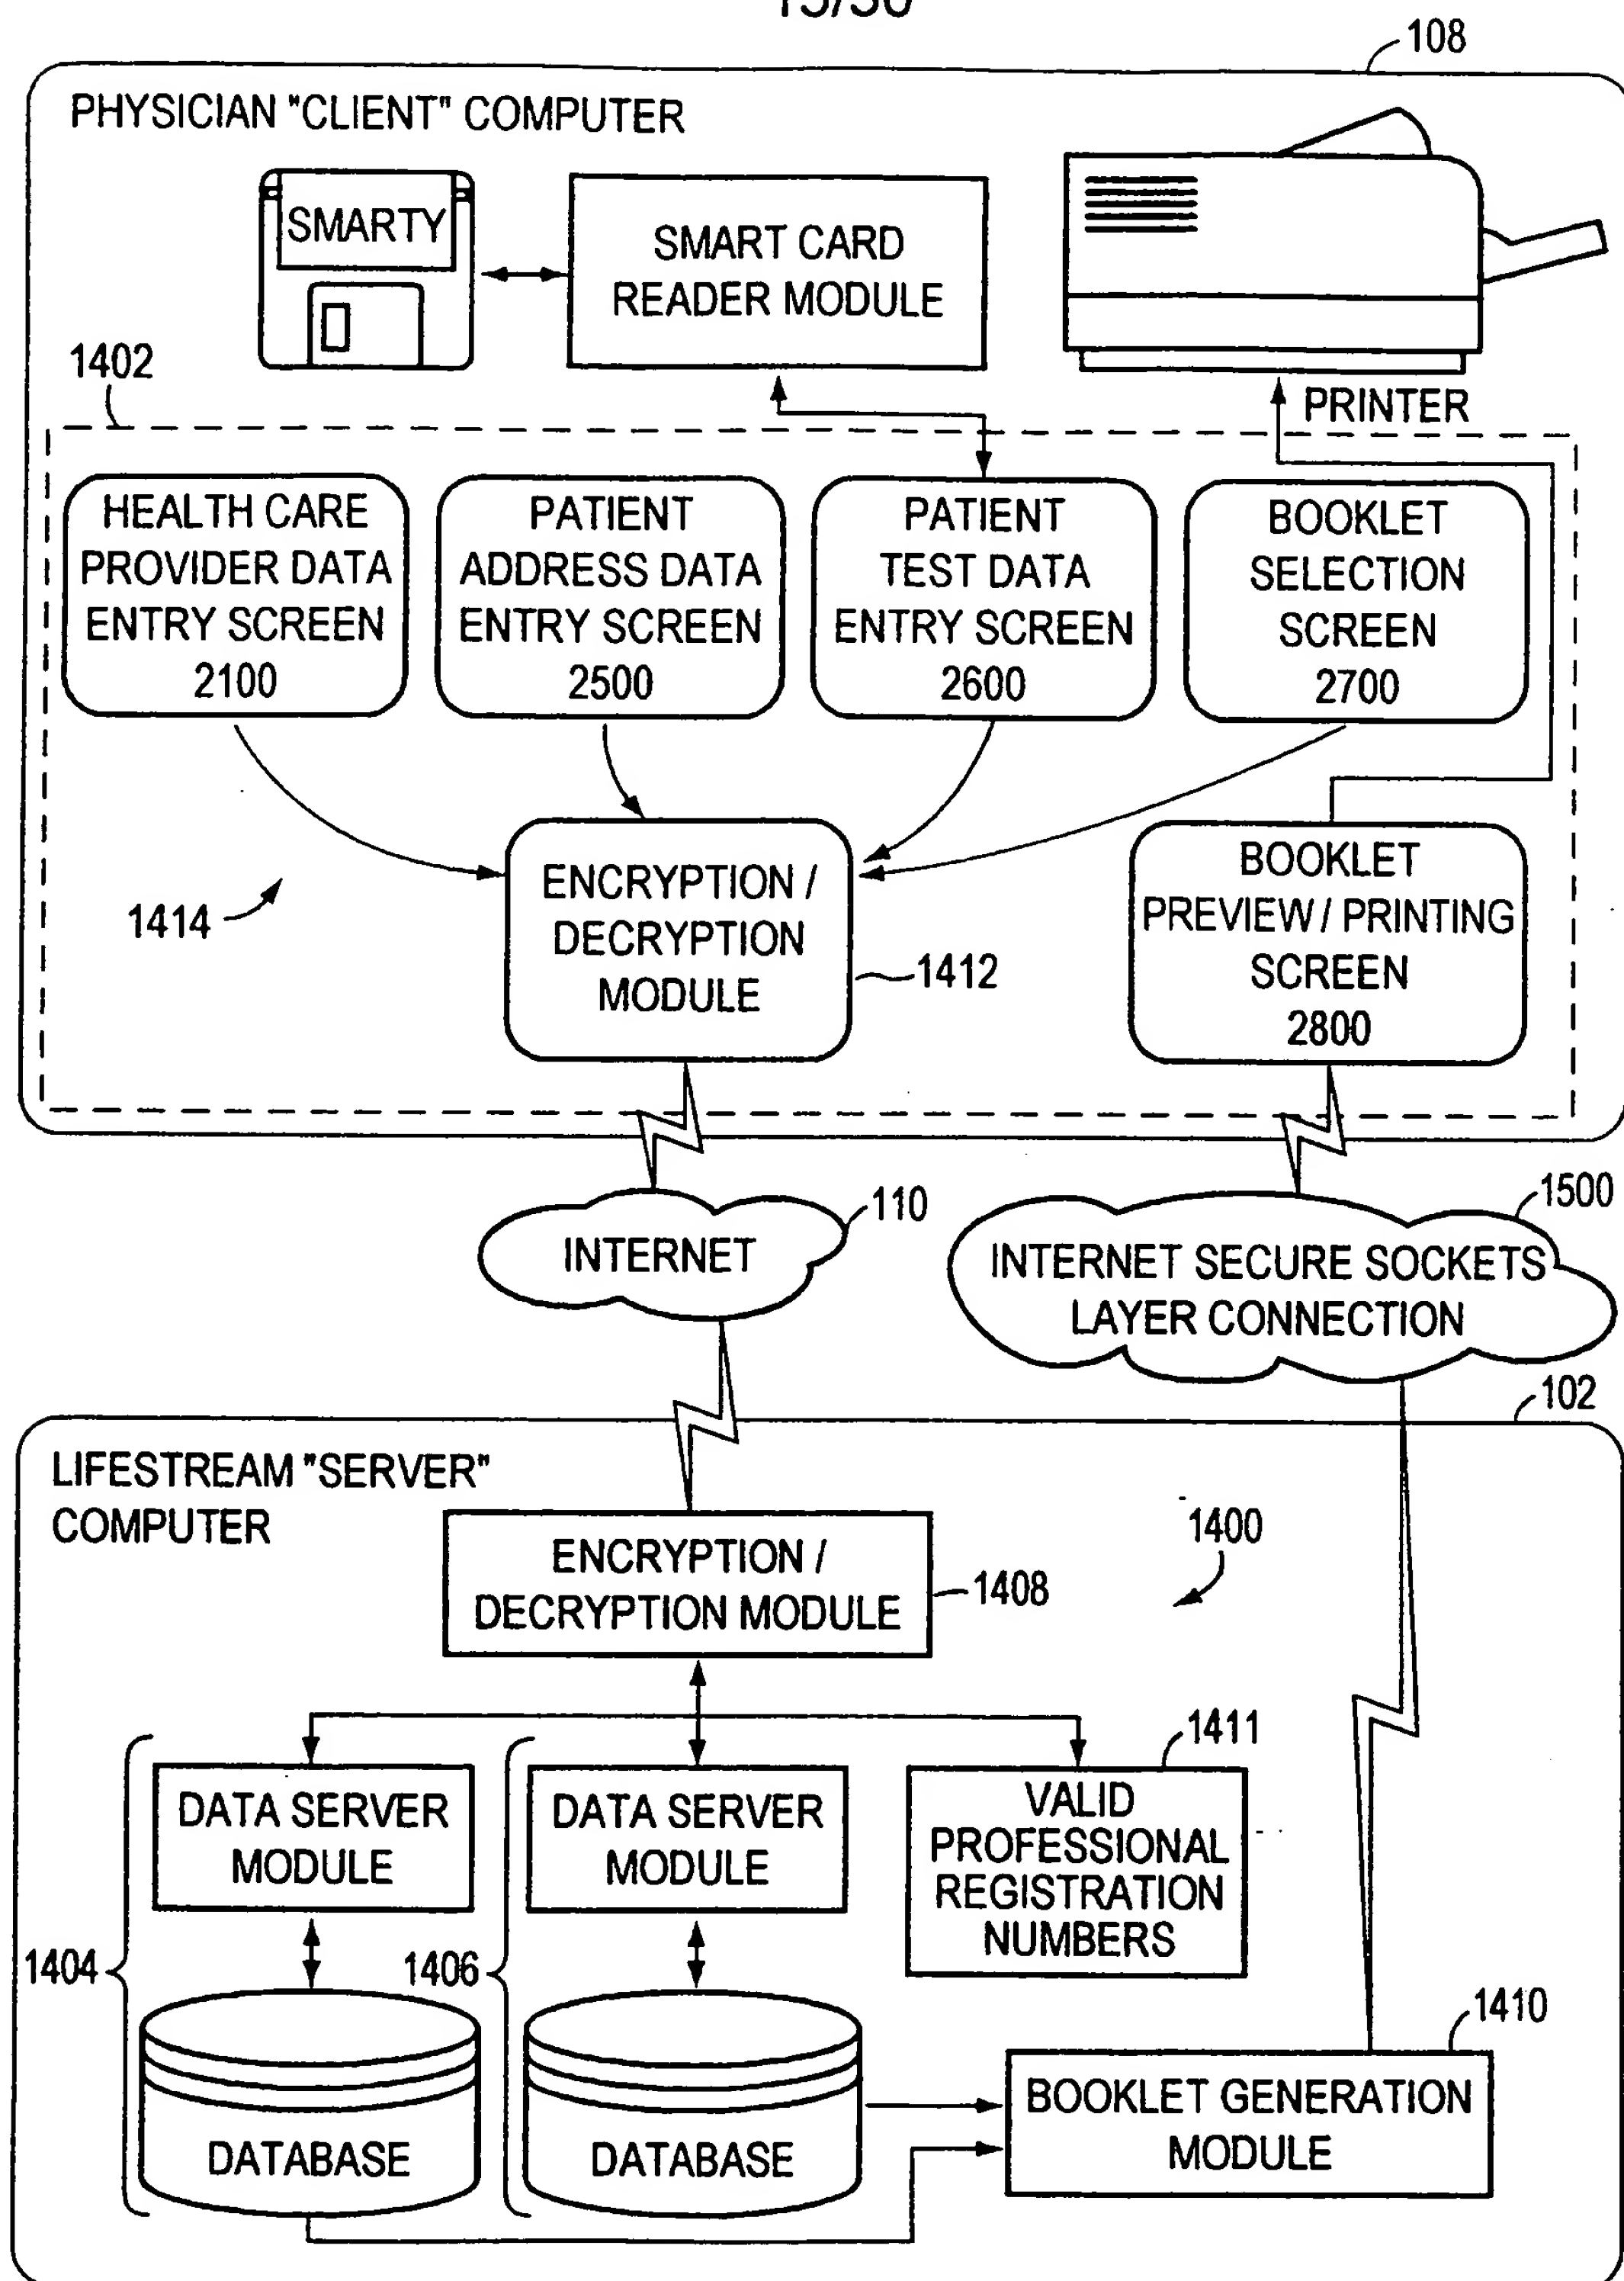 15/30
108
PHYSICIAN "CLIENT" COMPUTER
SMARTY
SMART CARD
READER MODULE
1402
PRINTER
HEALTH CARE
PROVIDER DATA
ENTRY SCREEN
2100
PATIENT
ADDRESS DATA
ENTRY SCREEN
2500
PATIENT
TEST DATA
ENTRY SCREEN
2600
BOOKLET
SELECTION
SCREEN
2700
1414
ENCRYPTION /
DECRYPTION
MODULE
1412
BOOKLET
PREVIEW / PRINTING
SCREEN
2800
110
INTERNET
1500
INTERNET SECURE SOCKETS
LAYER CONNECTION
102
LIFESTREAM "SERVER"
COMPUTER
ENCRYPTION /
DECRYPTION MODULE
1408
1400
1404
DATA SERVER
MODULE
DATABASE
1406
DATA SERVER
MODULE
DATABASE
1411
VALID
PROFESSIONAL
REGISTRATION
NUMBERS
1410
BOOKLET GENERATION
MODULE